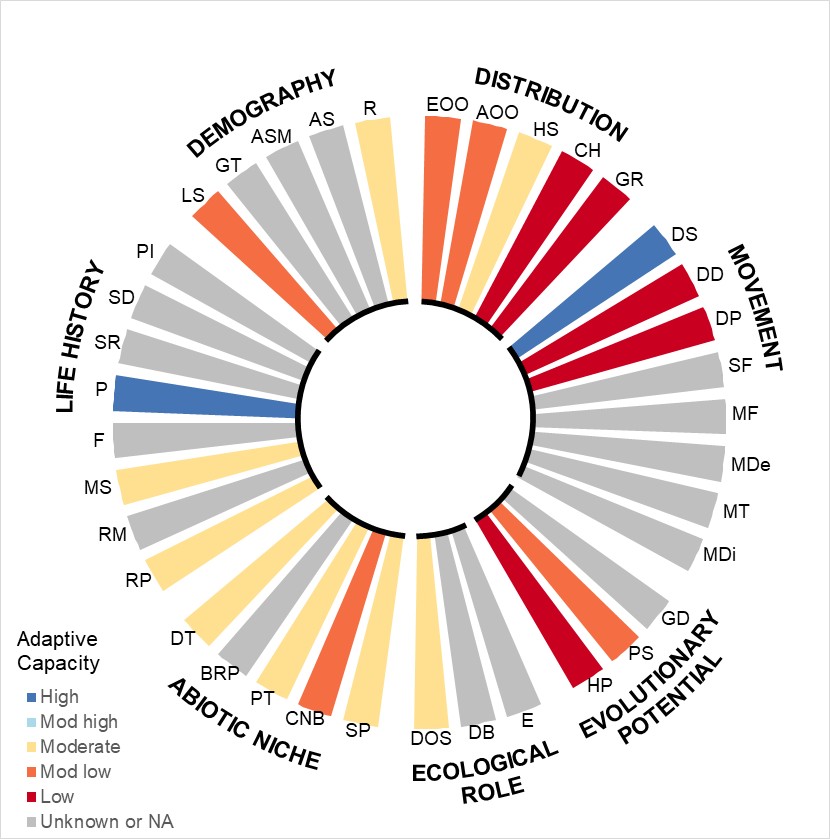 DISTRIBUTION
EOO
AOO
HS
CH
GR
MOVEMENT
DS
DD
DP
SF
MF
MDe
MT
MDi
EVOLUTIONARY
POTENTIAL
GD
PS
HP
ECOLOGICAL
ROLE
E
DB
DOS
ABIOTIC NICHE
SP
CNB
PT
BRP
DT
LIFE HISTORY
RP
RM
MS
F
P
SR
SD
PI
DEMOGRAPHY
LS
GT
ASM
AS
R
Adaptive
Capacity
High
Mod high
Moderate
Mod low
Low
Unknown or NA